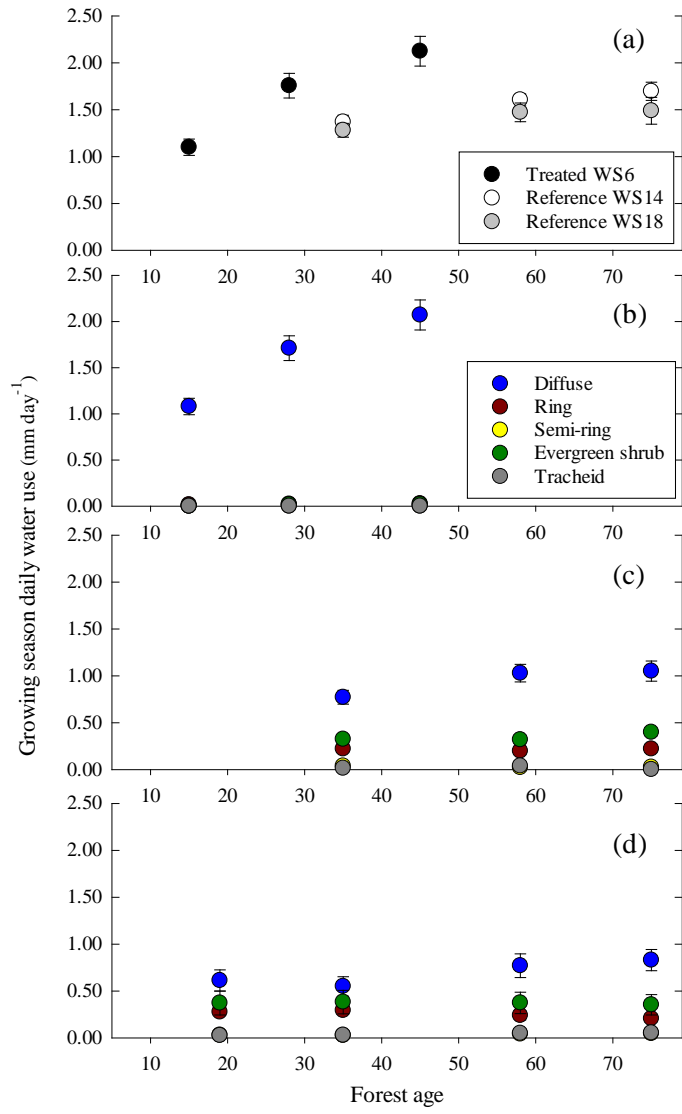 2.50
(a)
2.00
1.50
1.00
Treated WS6
0.50
Reference WS14
Reference WS18
0.00
10 20 30 40 50 60 70
2.50
(b)
2.00
1.50
Diffuse
1.00
Ring
Semi-ring
0.50
Evergreen shrub
Tracheid
0.00
10 20 30 40 50 60 70
2.50
(c)
2.00
1.50
1.00
0.50
0.00
10 20 30 40 50 60 70
2.50
(d)
2.00
1.50
1.00
0.50
0.00
10 20 30 40 50 60 70
Growing season daily water use (mm day-1)
Forest age